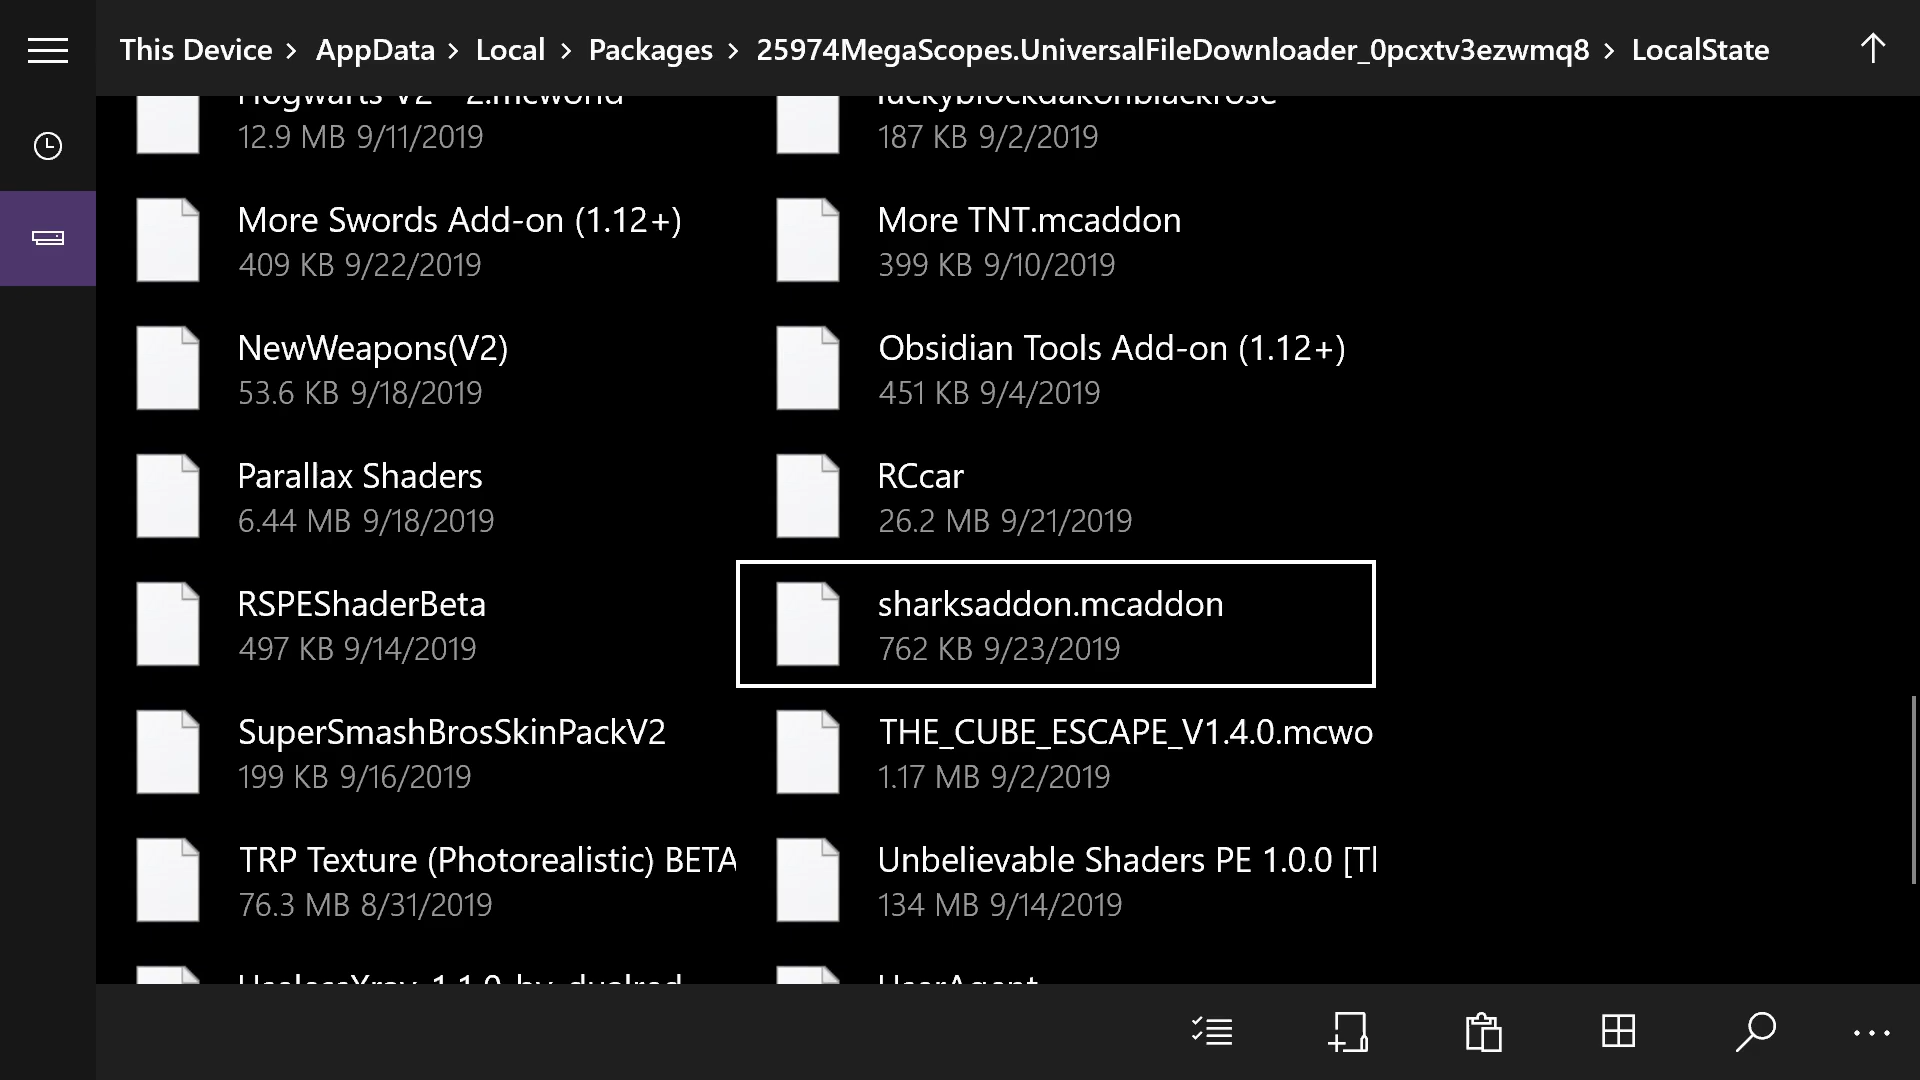 This Device > AppData > Local > Packages > 25974MegaScopes.UniversalFileDownloader_0pcxtv3ezwmq8 > LocalState
Hogwarts V2 - 2.mcworld
12.9 MB 9/11/2019
luckyblockdakonblackrose
187 KB 9/2/2019
More Swords Add-on (1.12+)
409 KB 9/22/2019
More TNT.mcaddon
399 KB 9/10/2019
NewWeapons(V2)
53.6 KB 9/18/2019
Obsidian Tools Add-on (1.12+)
451 KB 9/4/2019
Parallax Shaders
6.44 MB 9/18/2019
RCcar
26.2 MB 9/21/2019
RSPEShaderBeta
497 KB 9/14/2019
sharksaddon.mcaddon
762 KB 9/23/2019
SuperSmashBrosSkinPackV2
199 KB 9/16/2019
THE_CUBE_ESCAPE_V1.4.0.mcwo
1.17 MB 9/2/2019
TRP Texture (Photorealistic) BETA
76.3 MB 8/31/2019
Unbelievable Shaders PE 1.0.0 [Tl
134 MB 9/14/2019
UserAgent